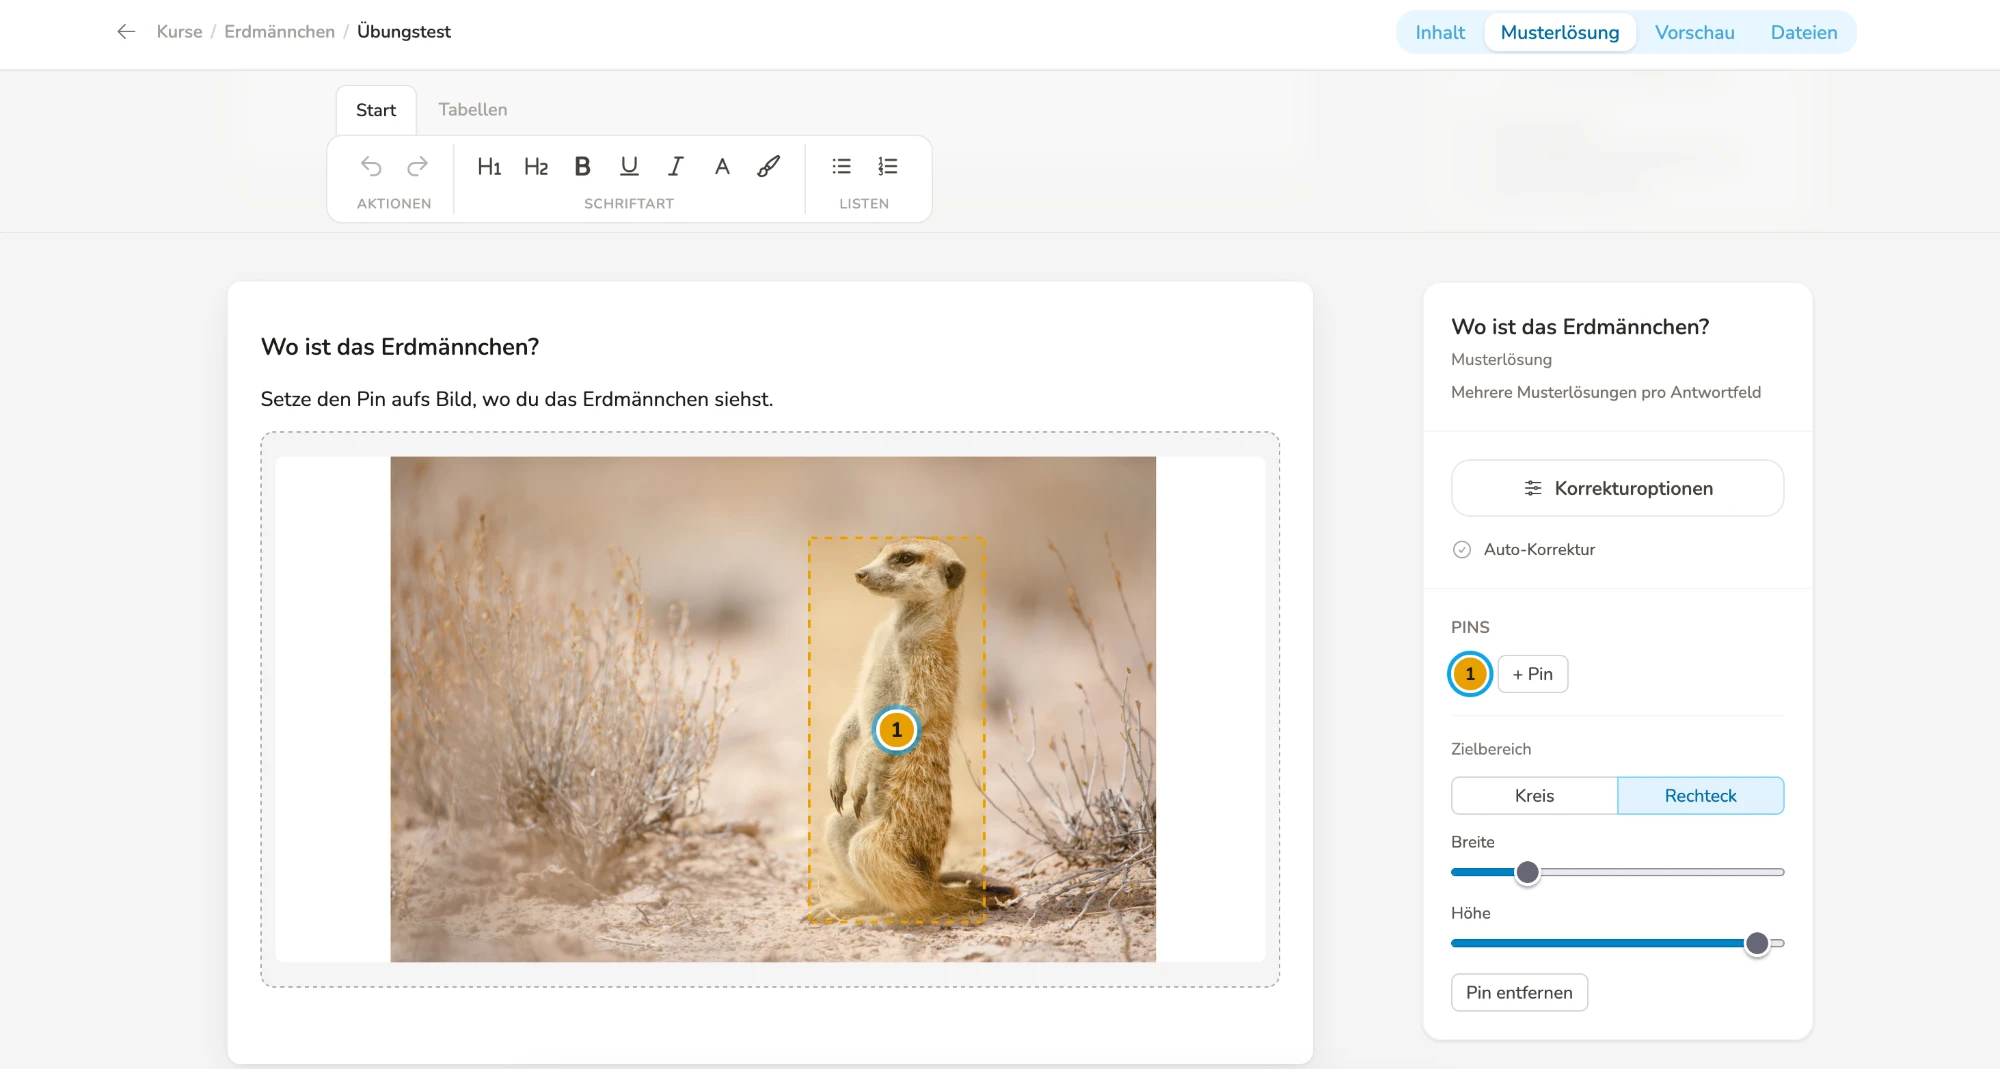 Kurse / Erdmännchen / Übungstest
Inhalt Musterlösung Vorschau Dateien
Start Tabellen
H1 H2 B U I A
AKTIONEN SCHRIFTART LISTEN
Wo ist das Erdmännchen?
Setze den Pin aufs Bild, wo du das Erdmännchen siehst.
1
Wo ist das Erdmännchen?
Musterlösung
Mehrere Musterlösungen pro Antwortfeld
Korrekturoptionen
Auto-Korrektur
PINS
1 + Pin
Zielbereich
Kreis Rechteck
Breite
Höhe
Pin entfernen